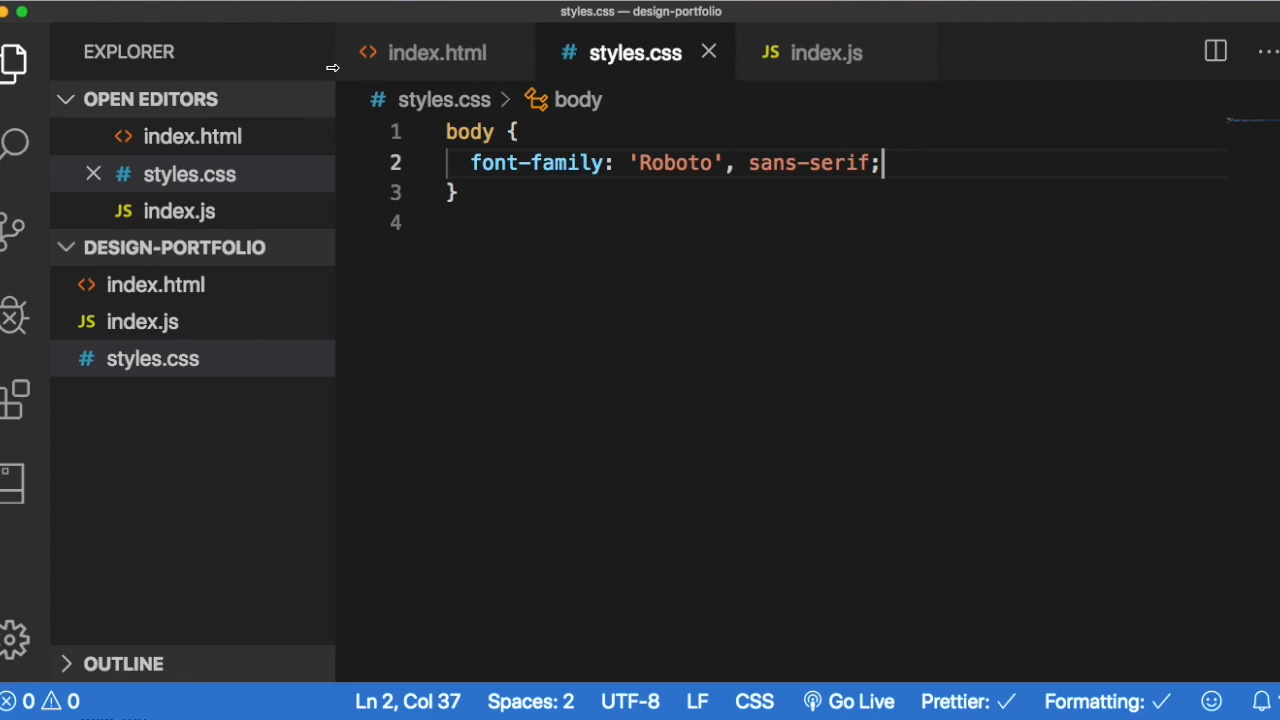 styles.css — design-portfolio
EXPLORER
<> index.html
# styles.css ×
JS index.js
OPEN EDITORS
<> index.html
# styles.css
JS index.js
DESIGN-PORTFOLIO
<> index.html
JS index.js
# styles.css
OUTLINE
# styles.css > body
1 body {
2 font-family: 'Roboto', sans-serif;
3 }
4
0 0
Ln 2, Col 37
Spaces: 2
UTF-8
LF
CSS
Go Live
Prettier: ✓
Formatting: ✓